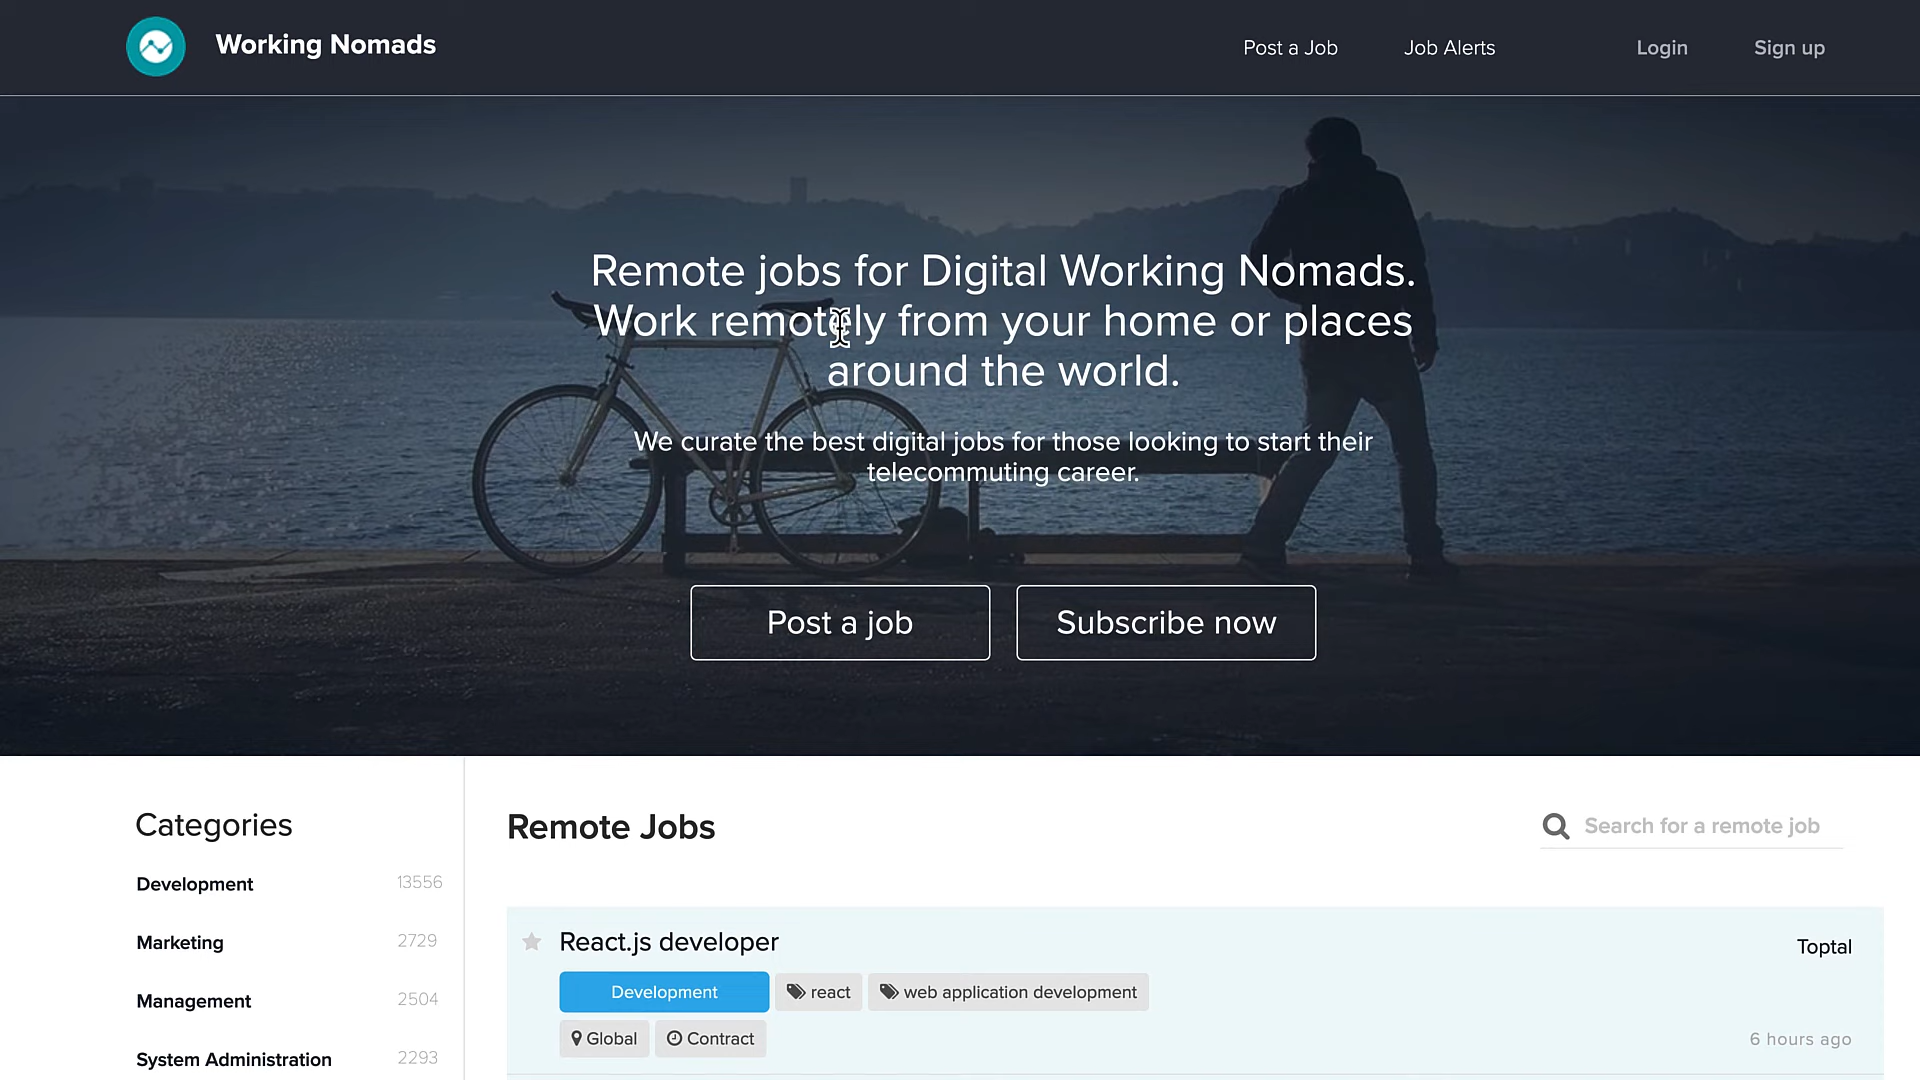 Working Nomads
Post a Job
Job Alerts
Login
Sign up
Remote jobs for Digital Working Nomads.
Work remotely from your home or places
around the world.
We curate the best digital jobs for those looking to start their
telecommuting career.
Post a job
Subscribe now
Categories
Development 13556
Marketing 2729
Management 2504
System Administration 2293
Remote Jobs
Search for a remote job
React.js developer
Toptal
Development react web application development
Global Contract
6 hours ago